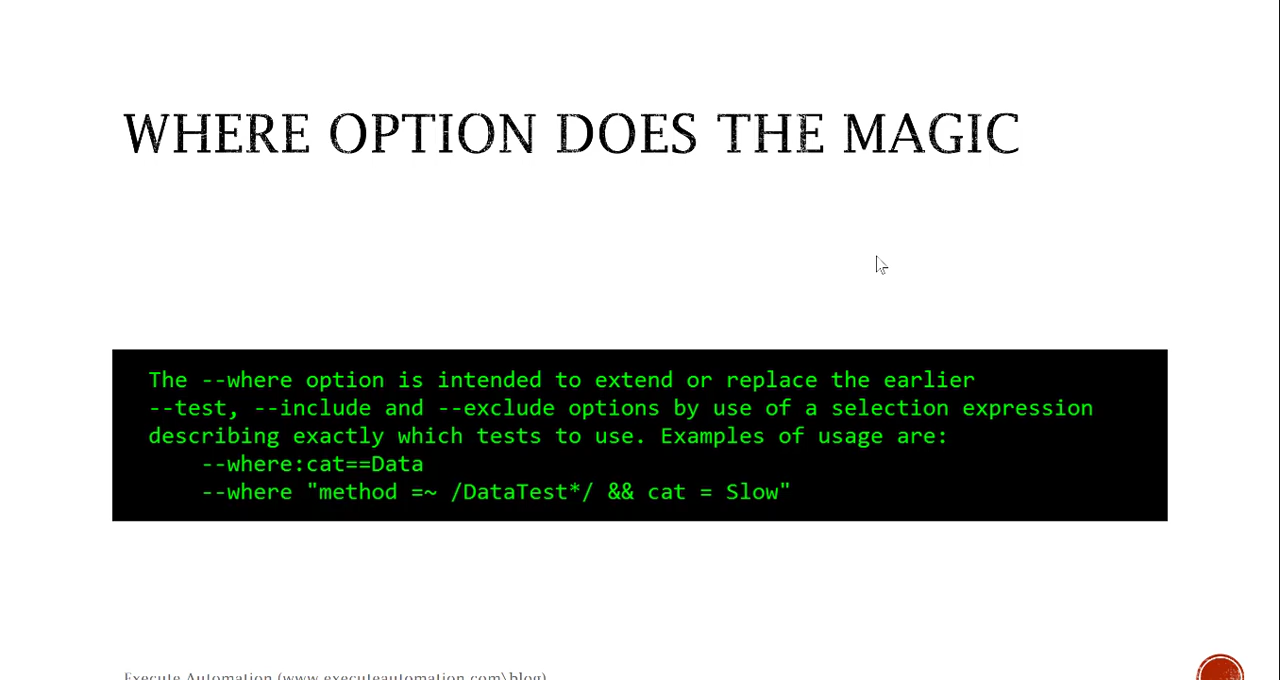 WHERE OPTION DOES THE MAGIC
The --where option is intended to extend or replace the earlier
--test, --include and --exclude options by use of a selection expression
describing exactly which tests to use. Examples of usage are:
--where:cat==Data
--where "method =~ /DataTest*/ && cat = Slow"
Execute Automation (www.executeautomation.com\blog)